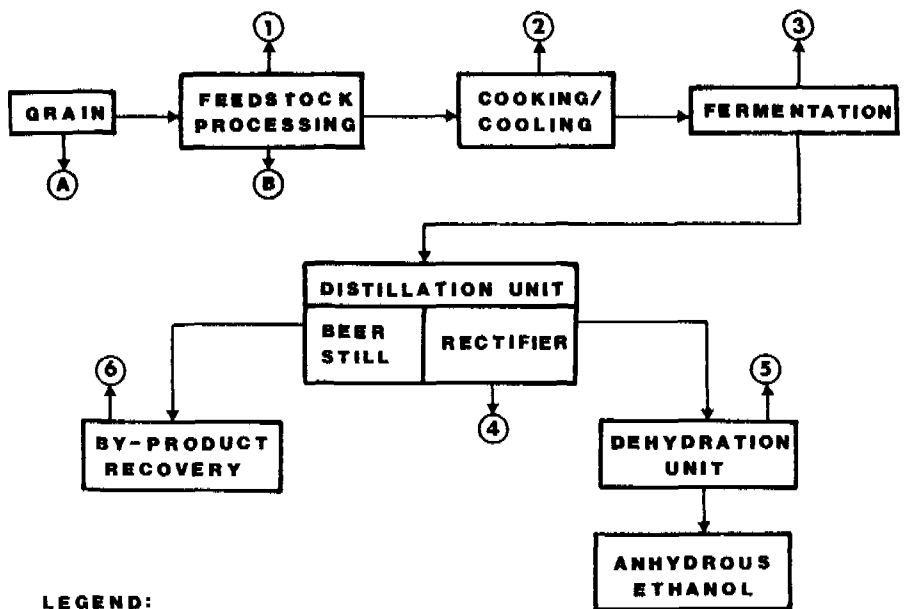 1
2
3
GRAIN
FEEDSTOCK
PROCESSING
COOKING/
COOLING
FERMENTATION
A
B
DISTILLATION UNIT
BEER
STILL
RECTIFIER
6
5
4
BY-PRODUCT
RECOVERY
DEHYDRATION
UNIT
ANHYDROUS
ETHANOL
LEGEND: